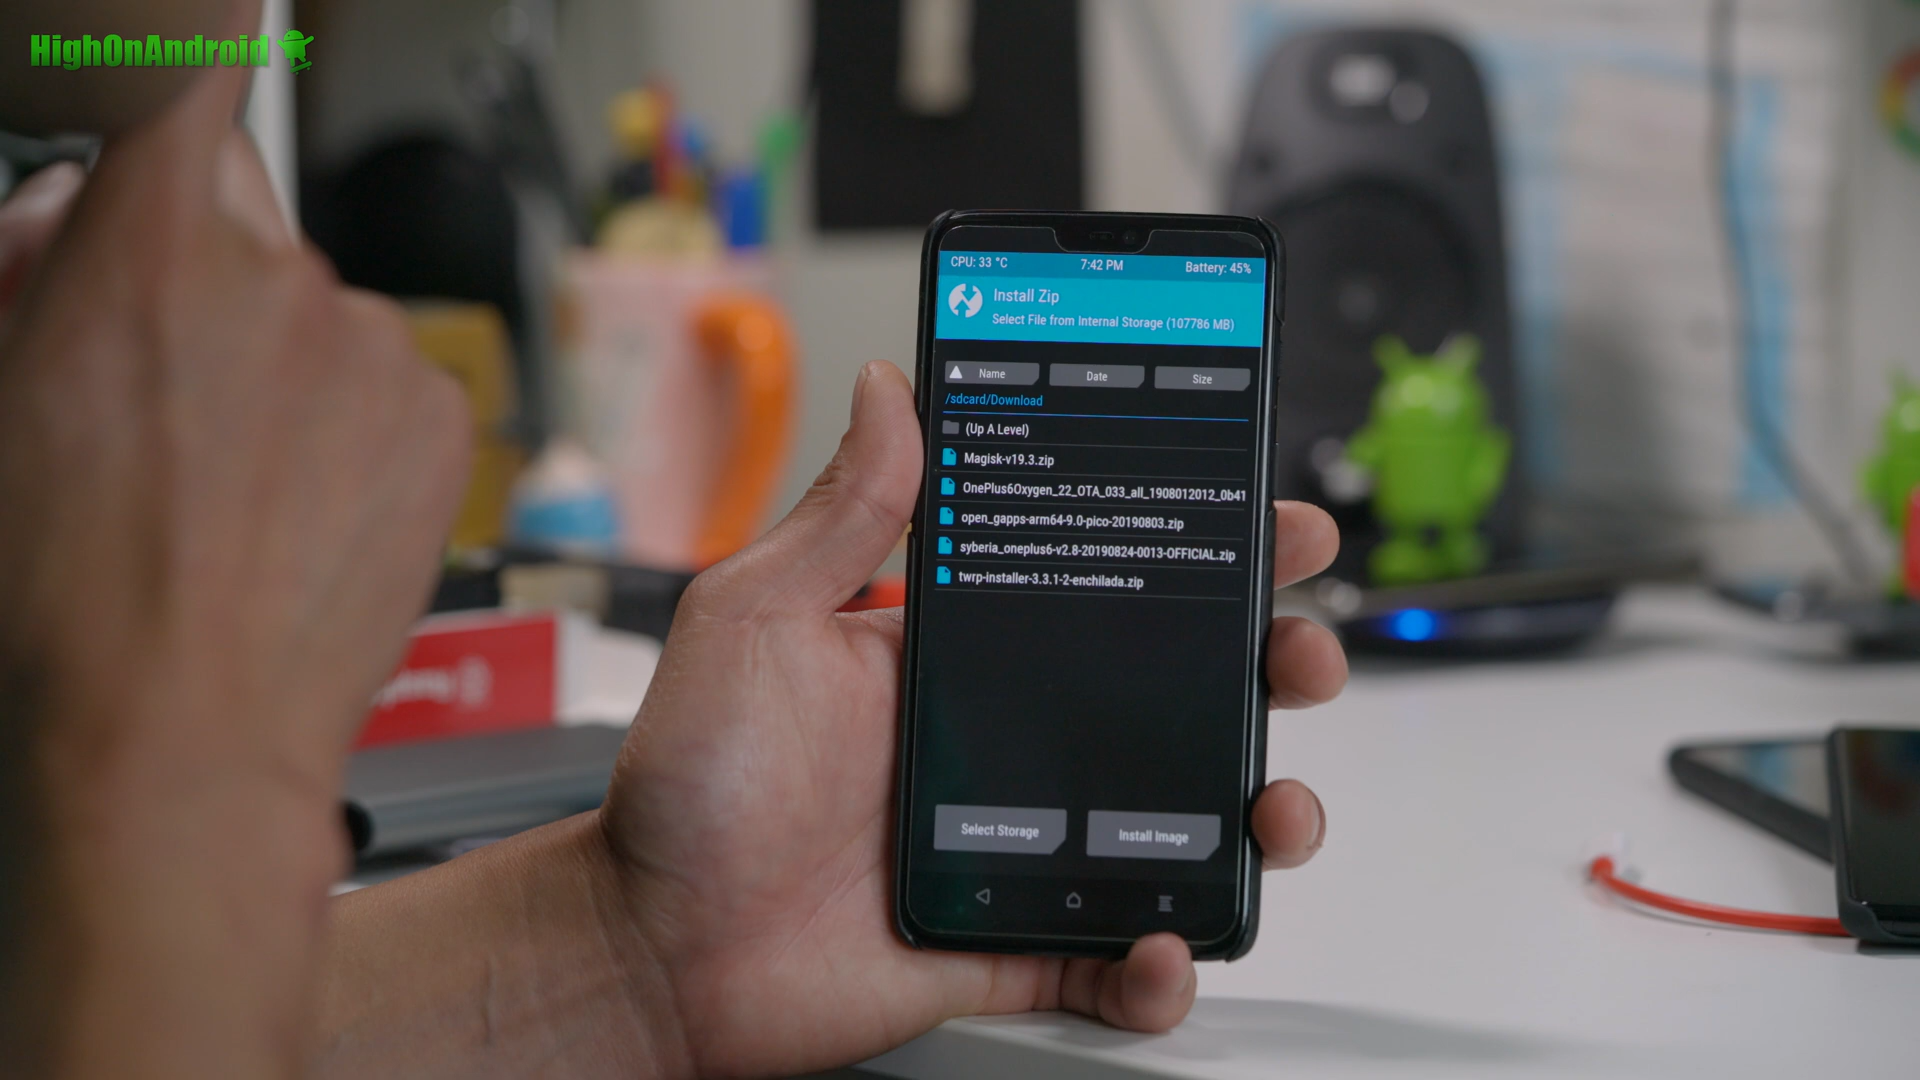 HighOnAndroid
CPU: 33 °C 7:42 PM Battery: 45%
Install Zip
Select File from Internal Storage (107786 MB)
Name Date Size
/sdcard/Download
(Up A Level)
Magisk-v19.3.zip
OnePlus6Oxygen_22_OTA_033_all_1908012012_0b41
open_gapps-arm64-9.0-pico-20190803.zip
syberia_oneplus6-v2.8-20190824-0013-OFFICIAL.zip
twrp-installer-3.3.1-2-enchilada.zip
Select Storage Install Image